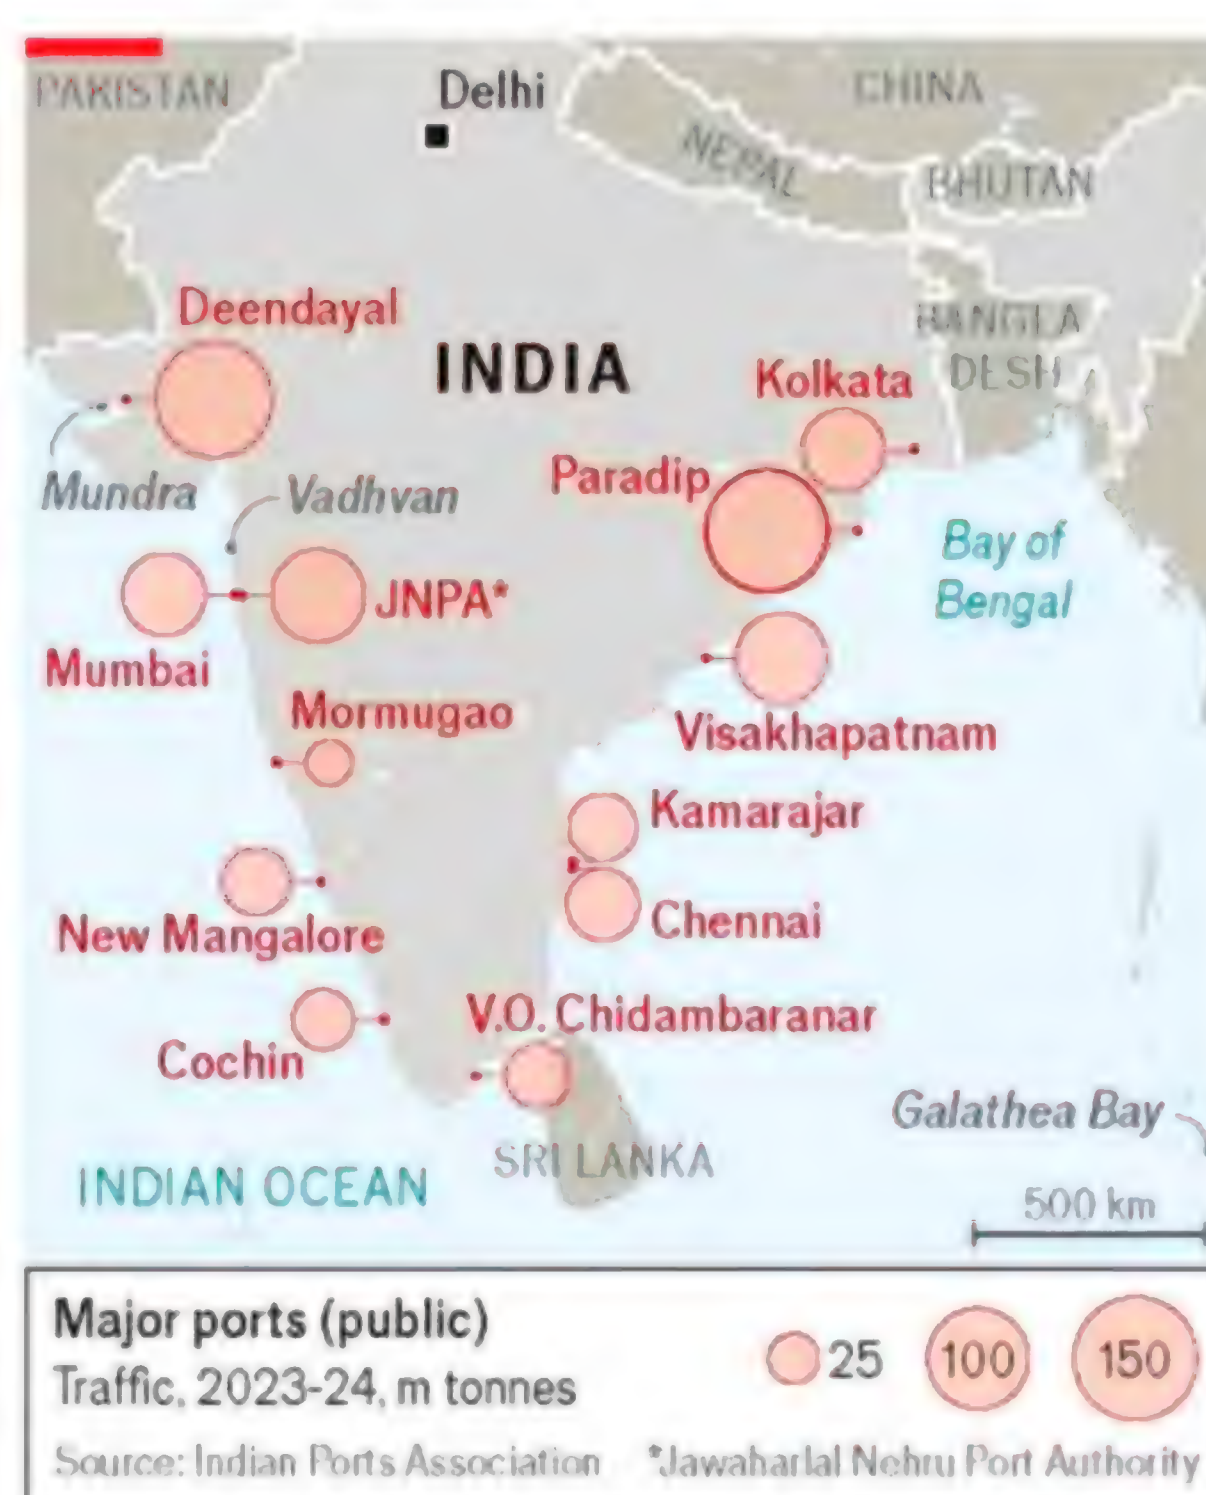 PAKISTAN
Delhi
CHINA
NEPAL
BHUTAN
Deendayal
INDIA
BANGLA
DESH
Kolkata
Paradip
Mundra
Vadhvan
Bay of
Bengal
JNPA*
Mumbai
Mormugao
Visakhapatnam
Kamarajar
New Mangalore
Chennai
V.O. Chidambaranar
Cochin
Galathea Bay
SRI LANKA
INDIAN OCEAN
500 km
Major ports (public)
Traffic, 2023-24, m tonnes
25 100 150
Source: Indian Ports Association *Jawaharlal Nehru Port Authority